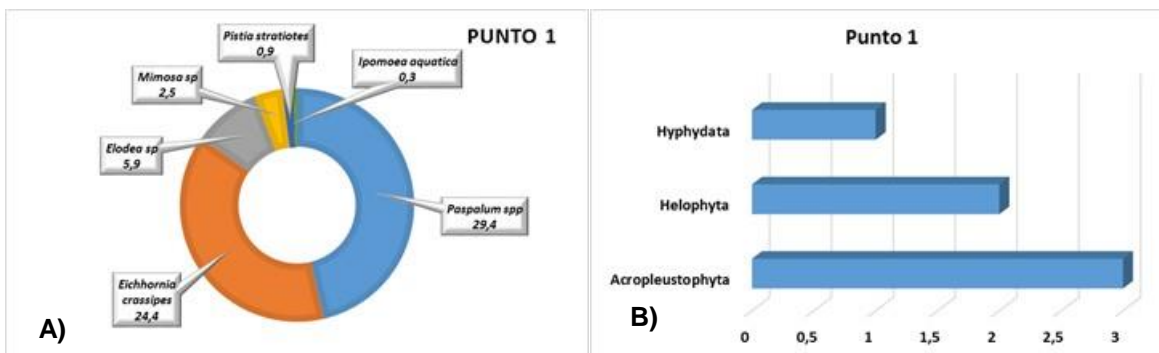 PUNTO 1
Pistia stratiotes
0,9
Ipomoea aquatica
0,3
Mimosa sp
2,5
Elodea sp
5,9
Paspalum spp
29,4
Eichhornia
crassipes
24,4
A)
Punto 1
Hyphydata
Helophyta
Acropleustophyta
0 0,5 1 1,5 2 2,5 3
B)